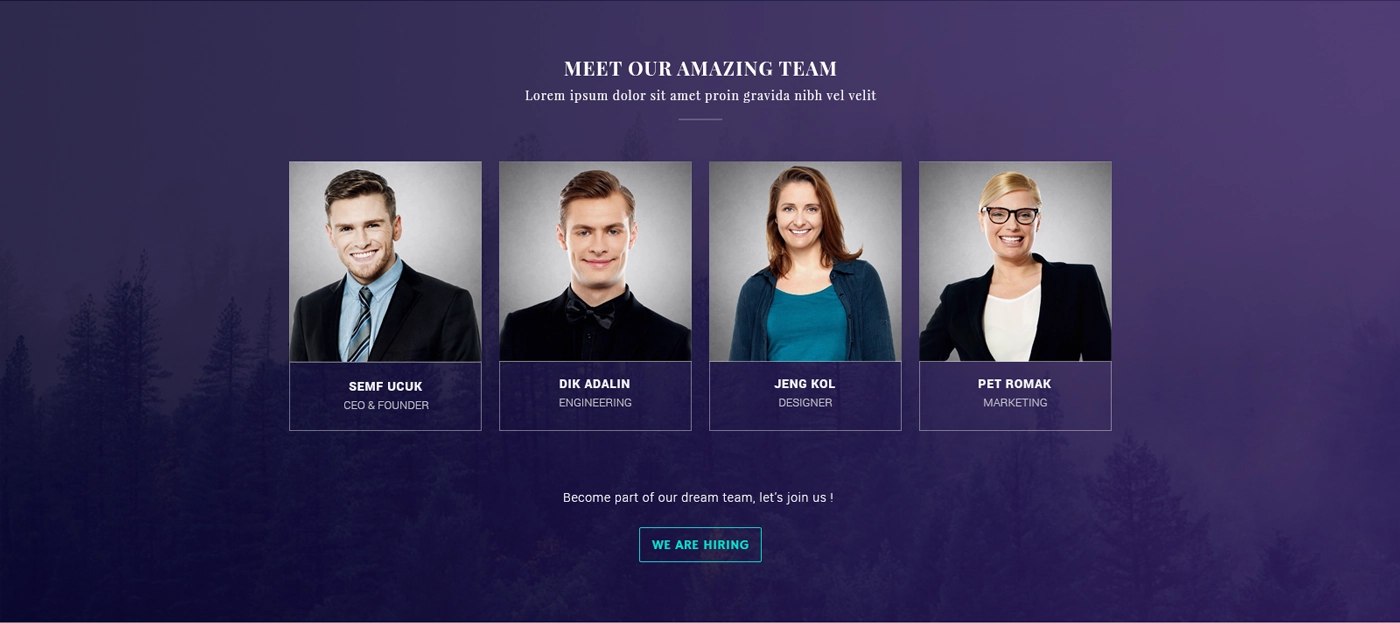 MEET OUR AMAZING TEAM
Lorem ipsum dolor sit amet proin gravida nibh vel velit
SEMF UCUK
CEO & FOUNDER
DIK ADALIN
ENGINEERING
JENG KOL
DESIGNER
PET ROMAK
MARKETING
Become part of our dream team, let's join us !
WE ARE HIRING